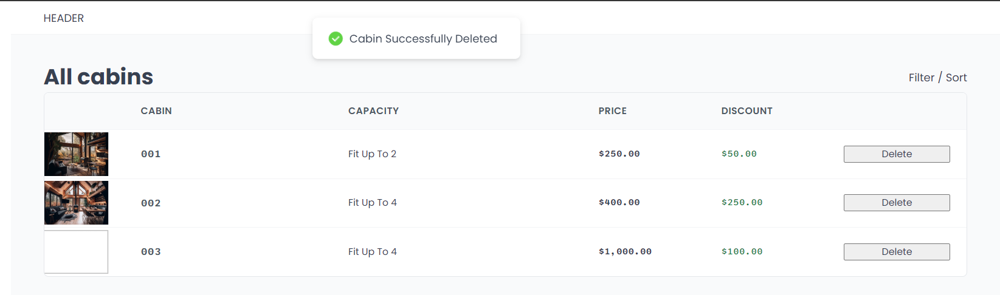 HEADER
Cabin Successfully Deleted
All cabins
Filter / Sort
CABIN CAPACITY PRICE DISCOUNT
001 Fit Up To 2 $250.00 $50.00 Delete
002 Fit Up To 4 $400.00 $250.00 Delete
003 Fit Up To 4 $1,000.00 $100.00 Delete